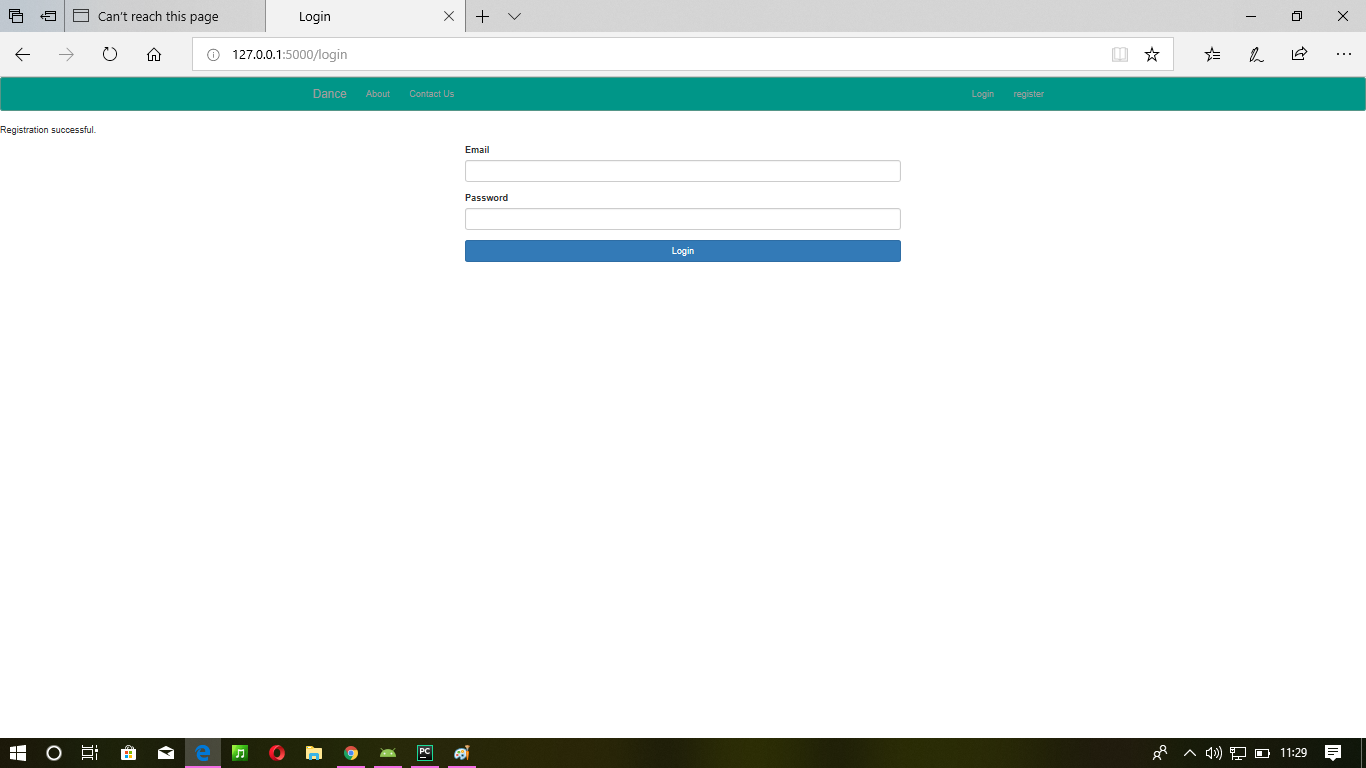 Can't reach this page
Login
127.0.0.1:5000/login
Dance About Contact Us Login register
Registration successful.
Email
Password
Login
PC
11:29